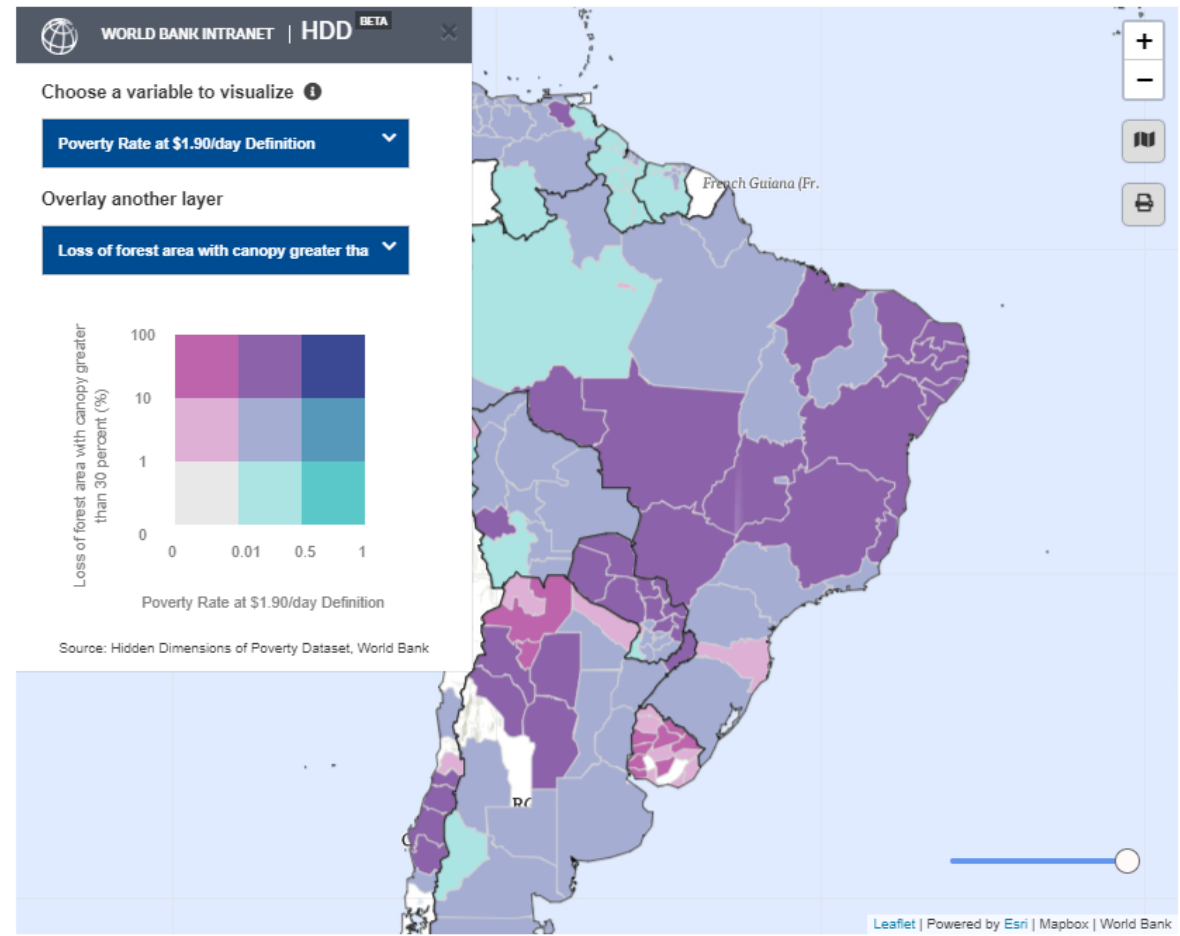 WORLD BANK INTRANET | HDD BETA
Choose a variable to visualize
Poverty Rate at $1.90/day Definition
Overlay another layer
Loss of forest area with canopy greater tha
Loss of forest area with canopy greater
than 30 percent (%)
100
10
1
0
0 0.01 0.5 1
Poverty Rate at $1.90/day Definition
Source: Hidden Dimensions of Poverty Dataset, World Bank
+
−
French Guiana (Fr.
Leaflet | Powered by Esri | Mapbox | World Bank